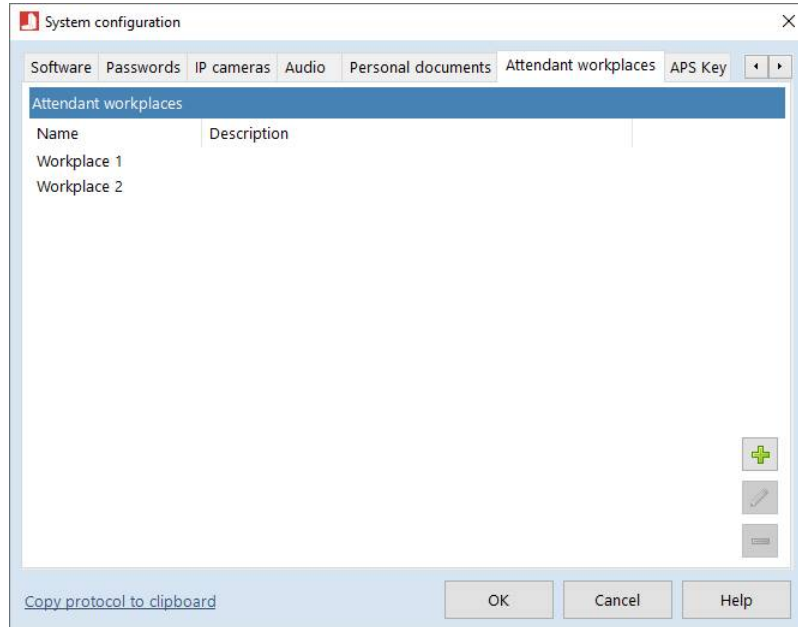 System configuration
Software Passwords IP cameras Audio Personal documents Attendant workplaces APS Key
Attendant workplaces
Name Description
Workplace 1
Workplace 2
Copy protocol to clipboard OK Cancel Help